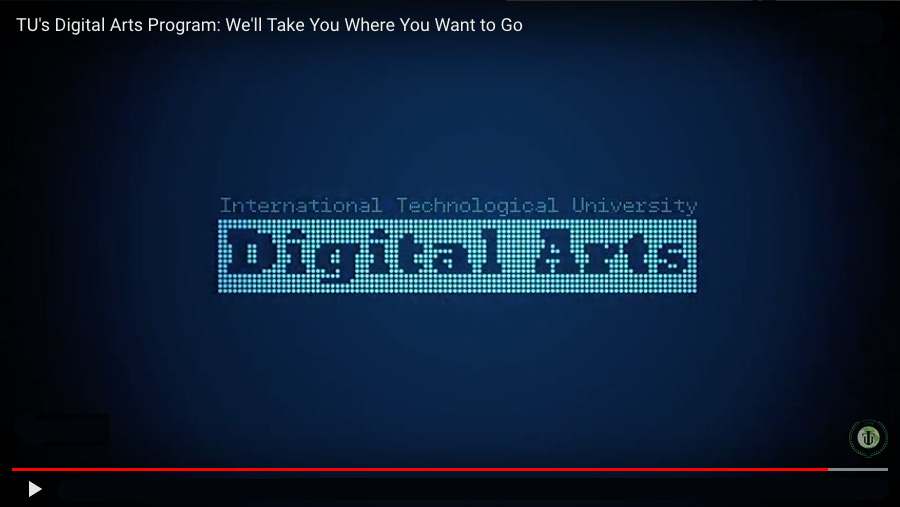 TU's Digital Arts Program: We'll Take You Where You Want to Go
International Technological University
Digital Arts